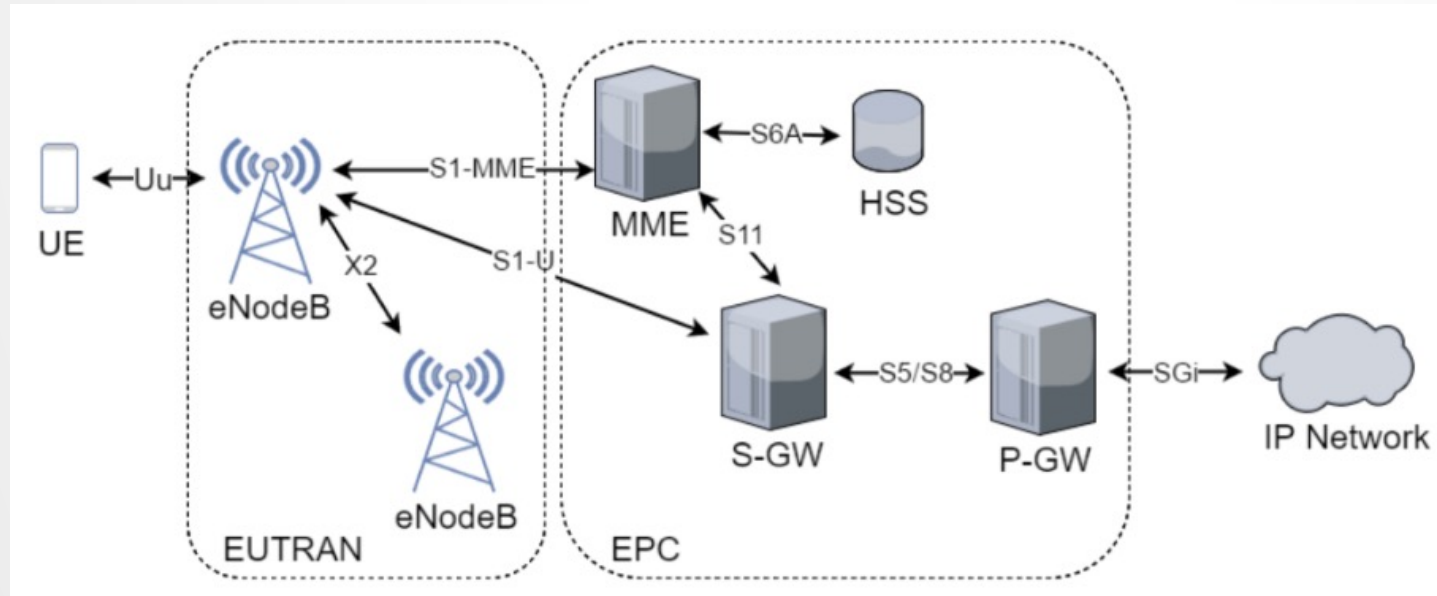 UE
Uu
eNodeB
X2
eNodeB
EUTRAN
S1-MME
S1-U
MME
S6A
HSS
S11
S-GW
S5/S8
P-GW
EPC
SGi
IP Network